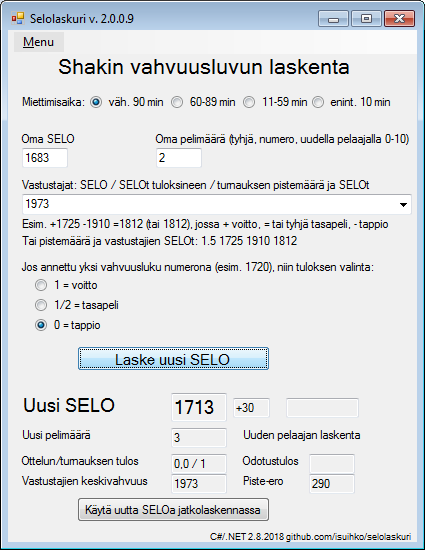 Selolaskuri v. 2.0.0.9
Menu
Shakin vahvuusluvun laskenta
Miettimisaika: väh. 90 min 60-89 min 11-59 min enint. 10 min
Oma SELO Oma pelimäärä (tyhjä, numero, uudella pelaajalla 0-10)
1683 2
Vastustajat: SELO / SELOt tuloksineen / turnauksen pistemäärä ja SELOt
1973
Esim. +1725 -1910 =1812 (tai 1812), jossa + voitto, = tai tyhjä tasapeli, - tappio
Tai pistemäärä ja vastustajien SELOt: 1.5 1725 1910 1812
Jos annettu yksi vahvuusluku numerona (esim. 1720), niin tuloksen valinta:
1 = voitto
1/2 = tasapeli
0 = tappio
Laske uusi SELO
Uusi SELO 1713 +30
Uusi pelimäärä 3 Uuden pelaajan laskenta
Ottelun/turnauksen tulos 0,0 / 1 Odotustulos
Vastustajien keskivahvuus 1973 Piste-ero 290
Käytä uutta SELOa jatkolaskennassa
C#/.NET 2.8.2018 github.com/isuihko/selolaskuri